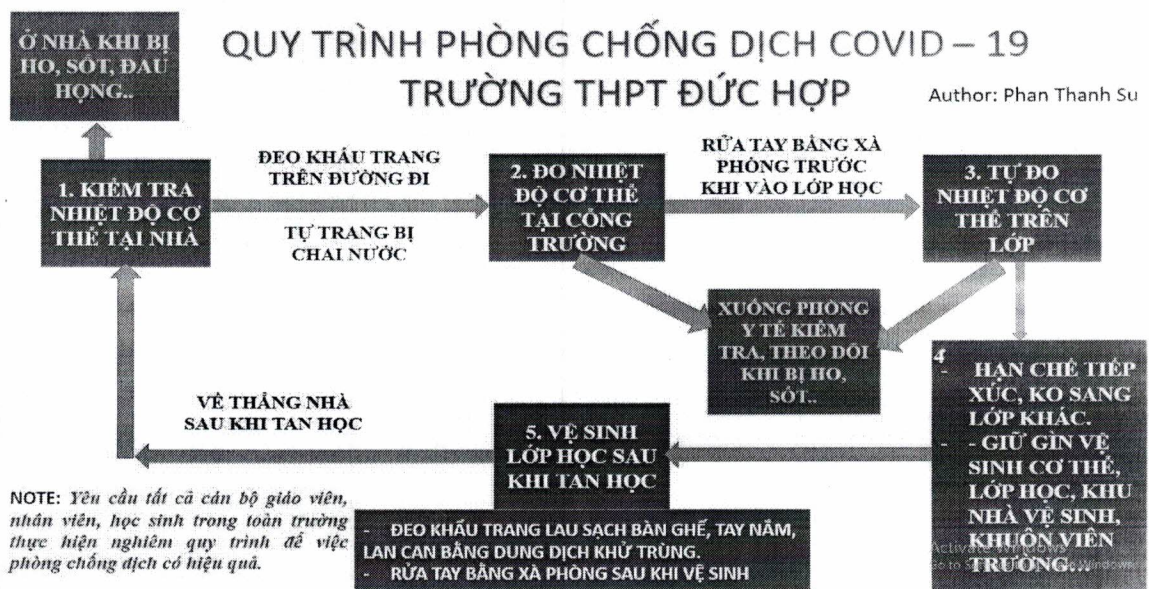 QUY TRÌNH PHÒNG CHỐNG DỊCH COVID – 19
TRƯỜNG THPT ĐỨC HỢP
Author: Phan Thanh Su
Ở NHÀ KHI BỊ
HO, SỐT, ĐAU
HỌNG..
1. KIỂM TRA
NHIỆT ĐỘ CƠ
THỂ TẠI NHÀ
ĐEO KHẨU TRANG
TRÊN ĐƯỜNG ĐI
TỰ TRANG BỊ
CHAI NƯỚC
2. ĐO NHIỆT
ĐỘ CƠ THỂ
TẠI CỔNG
TRƯỜNG
RỬA TAY BẰNG XÀ
PHÒNG TRƯỚC
KHI VÀO LỚP HỌC
3. TỰ ĐO
NHIỆT ĐỘ CƠ
THỂ TRÊN
LỚP
XUỐNG PHÒNG
Y TẾ KIỂM
TRA, THEO DÕI
KHI BỊ HO,
SỐT..
4
- HẠN CHẾ TIẾP
XÚC, KO SANG
LỚP KHÁC.
- - GIỮ GÌN VỆ
SINH CƠ THỂ,
LỚP HỌC, KHU
NHÀ VỆ SINH,
KHUÔN VIÊN
TRƯỜNG...
5. VỆ SINH
LỚP HỌC SAU
KHI TAN HỌC
- ĐEO KHẨU TRANG LAU SẠCH BÀN GHẾ, TAY NẮM,
LAN CAN BẰNG DUNG DỊCH KHỬ TRÙNG.
- RỬA TAY BẰNG XÀ PHÒNG SAU KHI VỆ SINH
VỀ THẲNG NHÀ
SAU KHI TAN HỌC
NOTE: Yêu cầu tất cả cán bộ giáo viên,
nhân viên, học sinh trong toàn trường
thực hiện nghiêm quy trình để việc
phòng chống dịch có hiệu quả.
Activate Windows